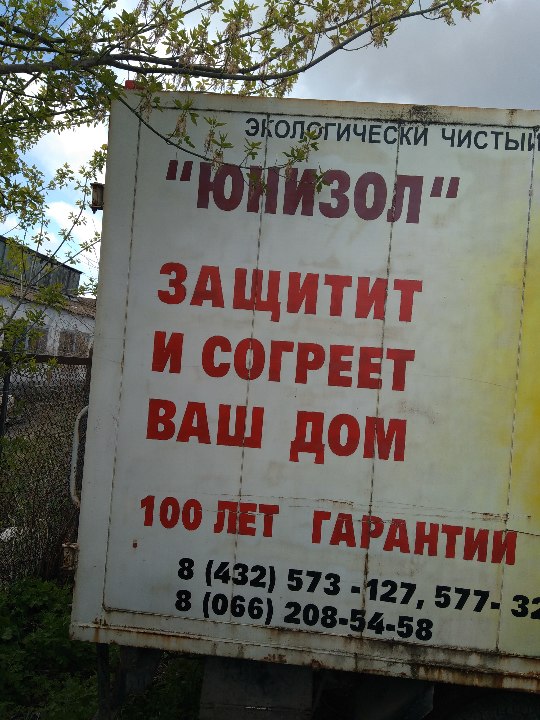 ЭКОЛОГИЧЕСКИ ЧИСТЫЙ
"ЮНИЗОЛ"
ЗАЩИТИТ
И СОГРЕЕТ
ВАШ ДОМ
100 ЛЕТ ГАРАНТИИ
8 (432) 573 -127, 577- 32
8 (066) 208-54-58